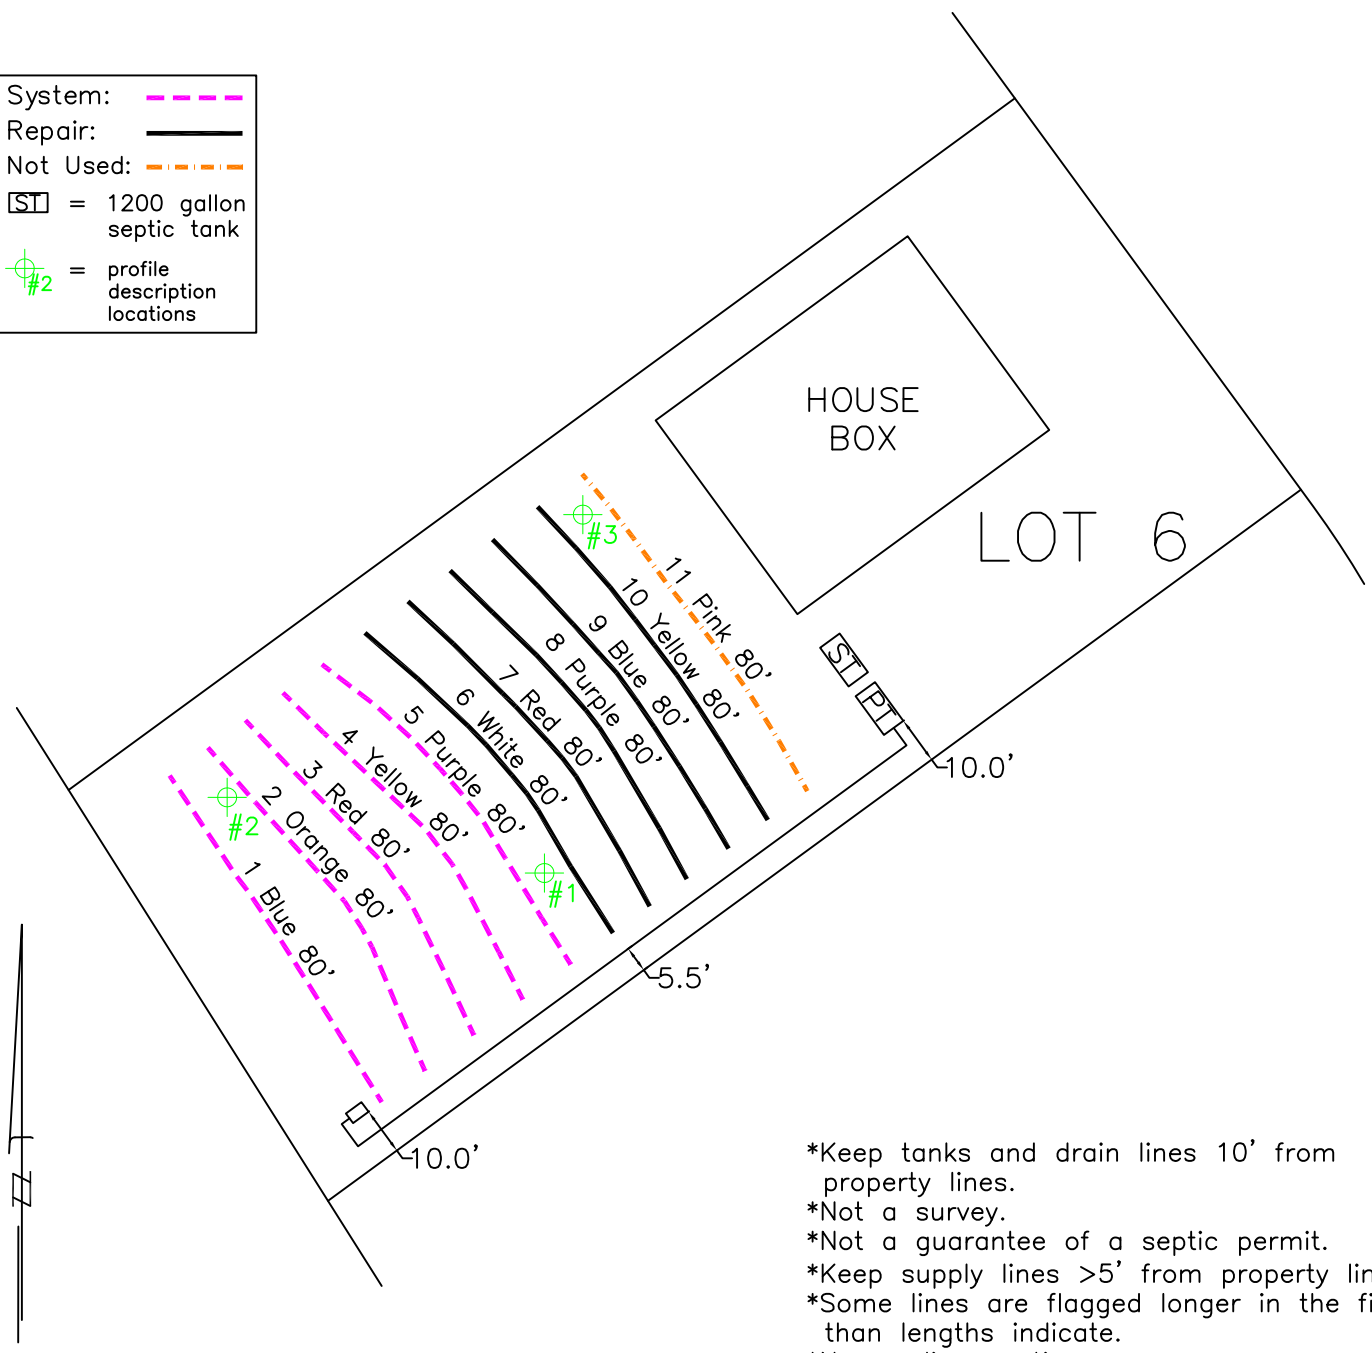 System:
Repair:
Not Used:
ST = 1200 gallon
septic tank
#2 = profile
description
locations
HOUSE
BOX
LOT 6
#3
11 Pink 80'
10 Yellow 80'
9 Blue 80'
8 Purple 80'
7 Red 80'
6 White 80'
5 Purple 80'
4 Yellow 80'
3 Red 80'
2 Orange 80'
1 Blue 80'
#2
#1
ST
PT
10.0'
5.5'
10.0'
N
*Keep tanks and drain lines 10' from
property lines.
*Not a survey.
*Not a guarantee of a septic permit.
*Keep supply lines >5' from property lin
*Some lines are flagged longer in the fi
than lengths indicate.